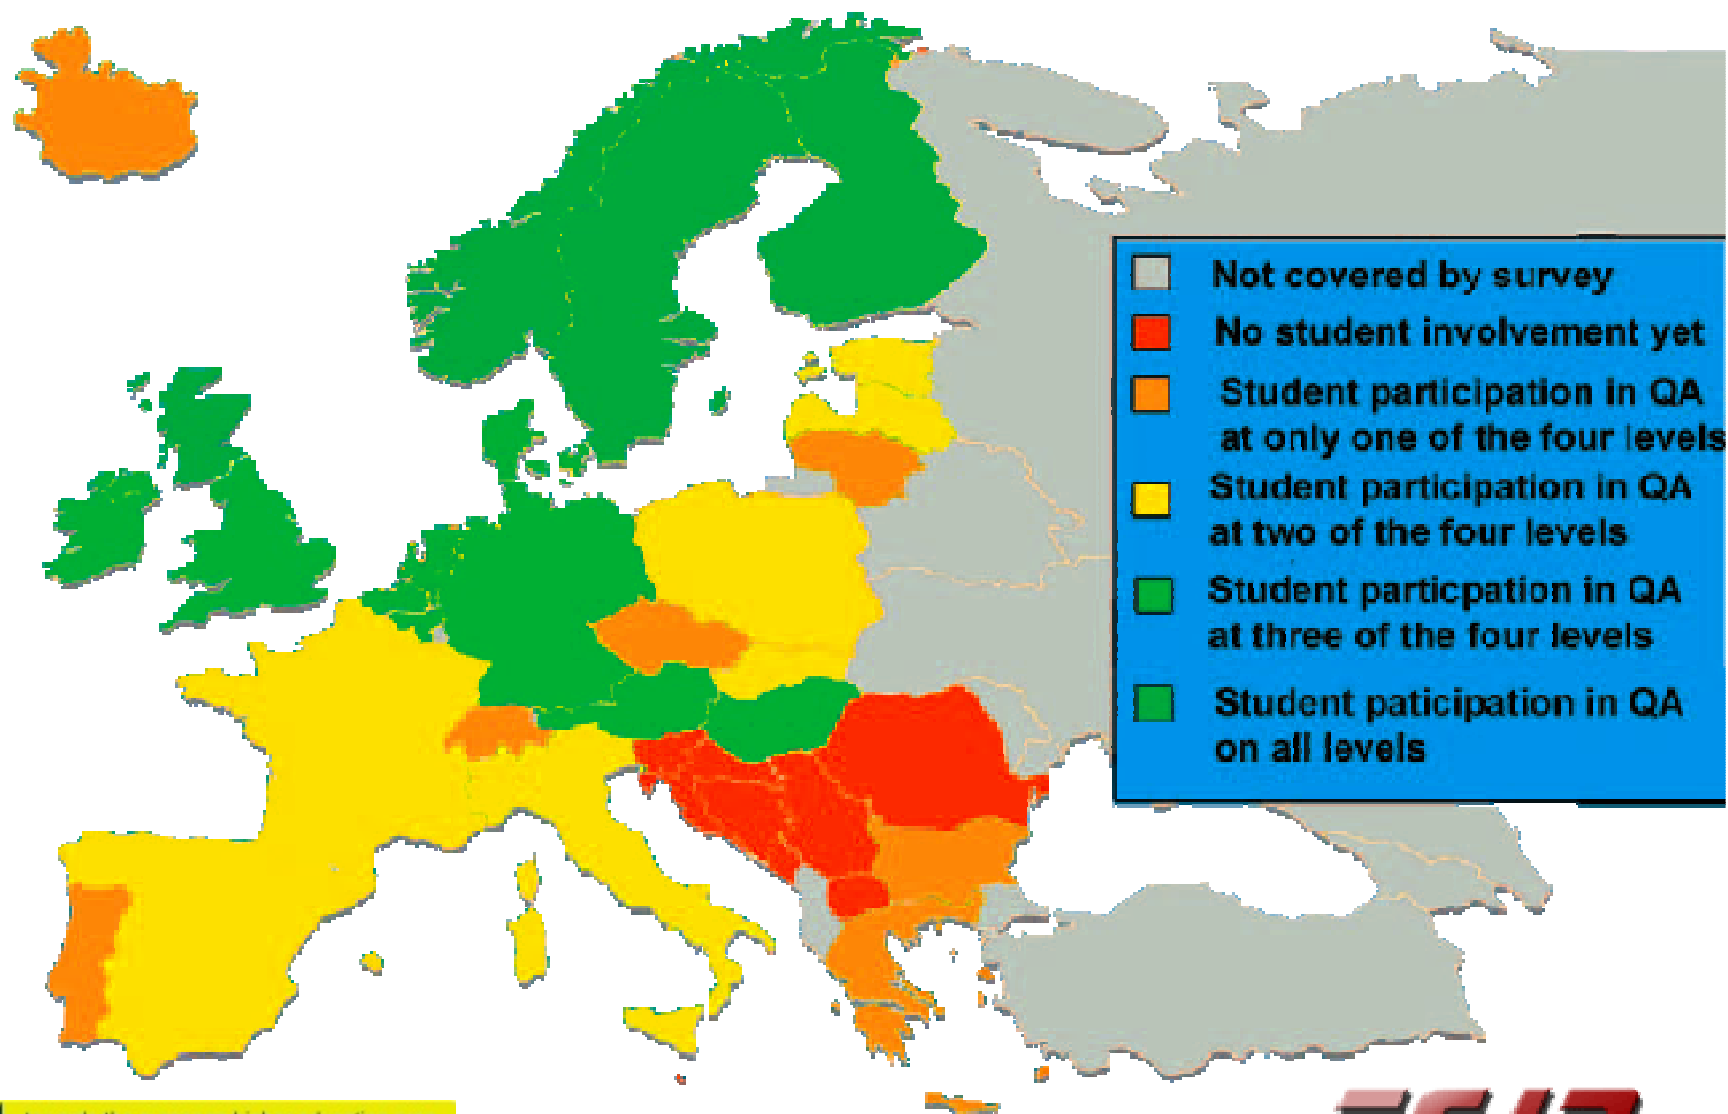 Not covered by survey
No student involvement yet
Student participation in QA
at only one of the four levels
Student participation in QA
at two of the four levels
Student particpation in QA
at three of the four levels
Student paticipation in QA
on all levels